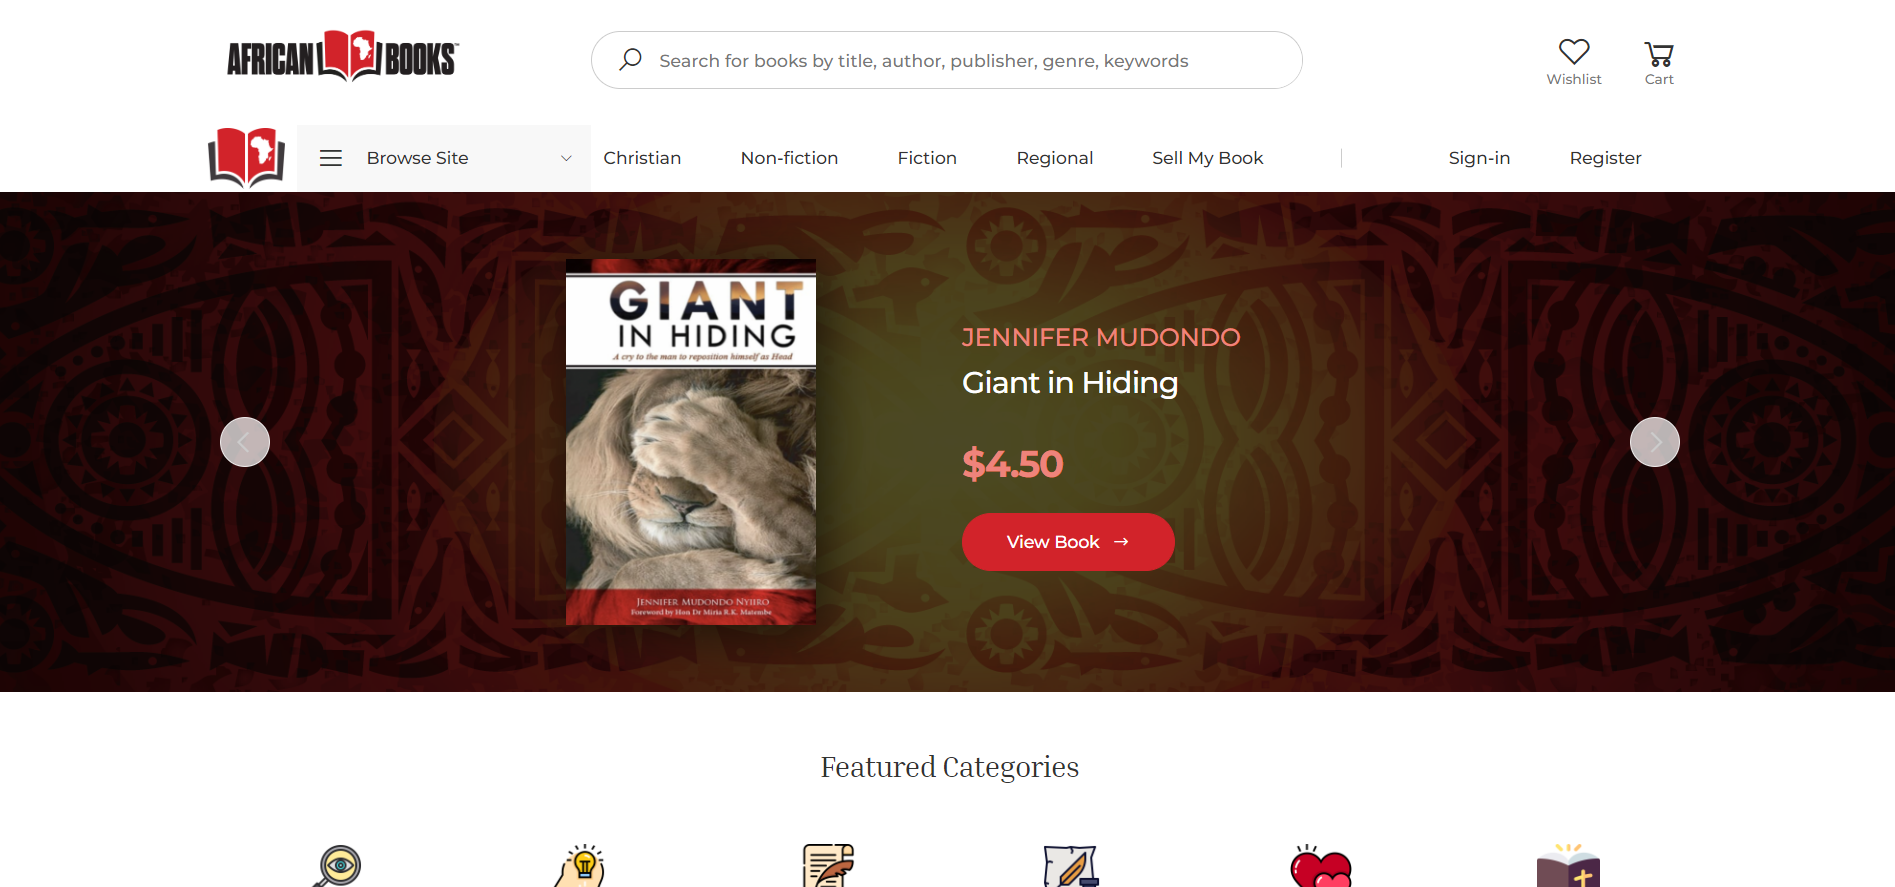 AFRICAN BOOKS™
Search for books by title, author, publisher, genre, keywords
Wishlist
Cart
Browse Site
Christian
Non-fiction
Fiction
Regional
Sell My Book
Sign-in
Register
GIANT
IN HIDING
A cry to the man to reposition himself as Head
JENNIFER MUDONDO NYIIRO
Foreword by Hon Dr Miria R.K. Matembe
JENNIFER MUDONDO
Giant in Hiding
$4.50
View Book →
Featured Categories